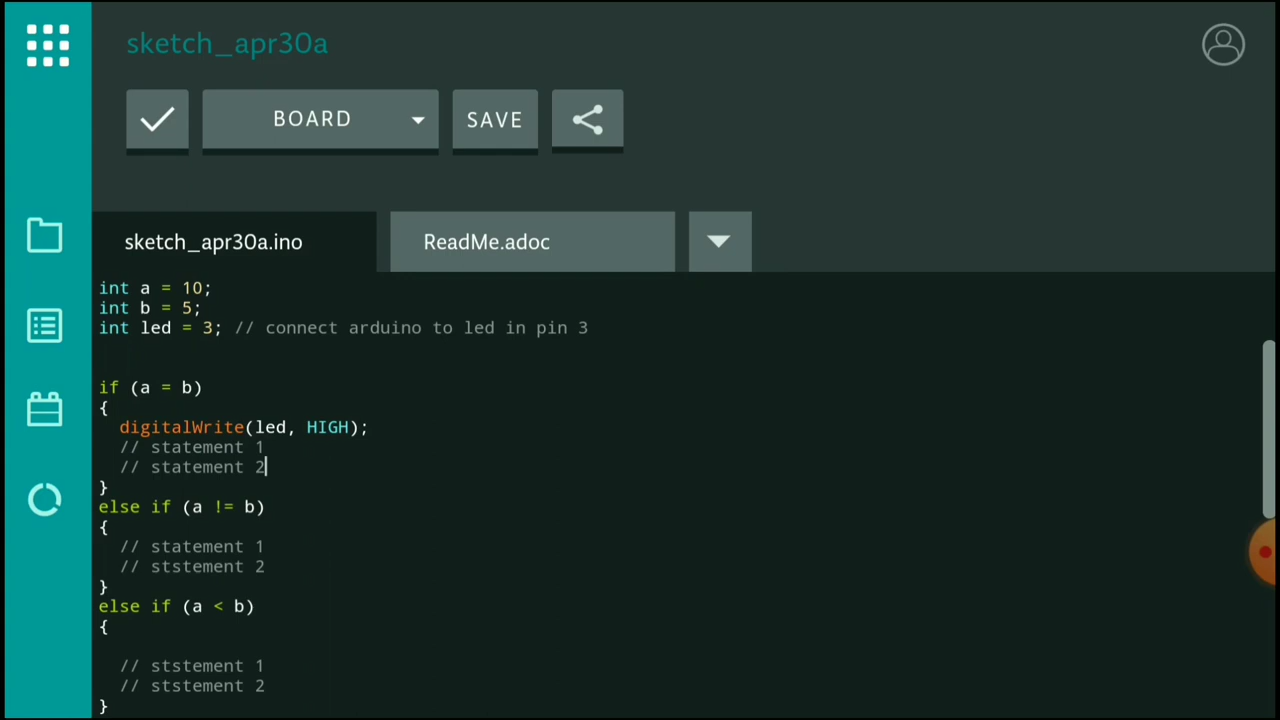 sketch_apr30a
BOARD
SAVE
sketch_apr30a.ino
ReadMe.adoc
int a = 10;
int b = 5;
int led = 3; // connect arduino to led in pin 3
if (a = b)
{
digitalWrite(led, HIGH);
// statement 1
// statement 2
}
else if (a != b)
{
// statement 1
// ststement 2
}
else if (a < b)
{
// ststement 1
// ststement 2
}